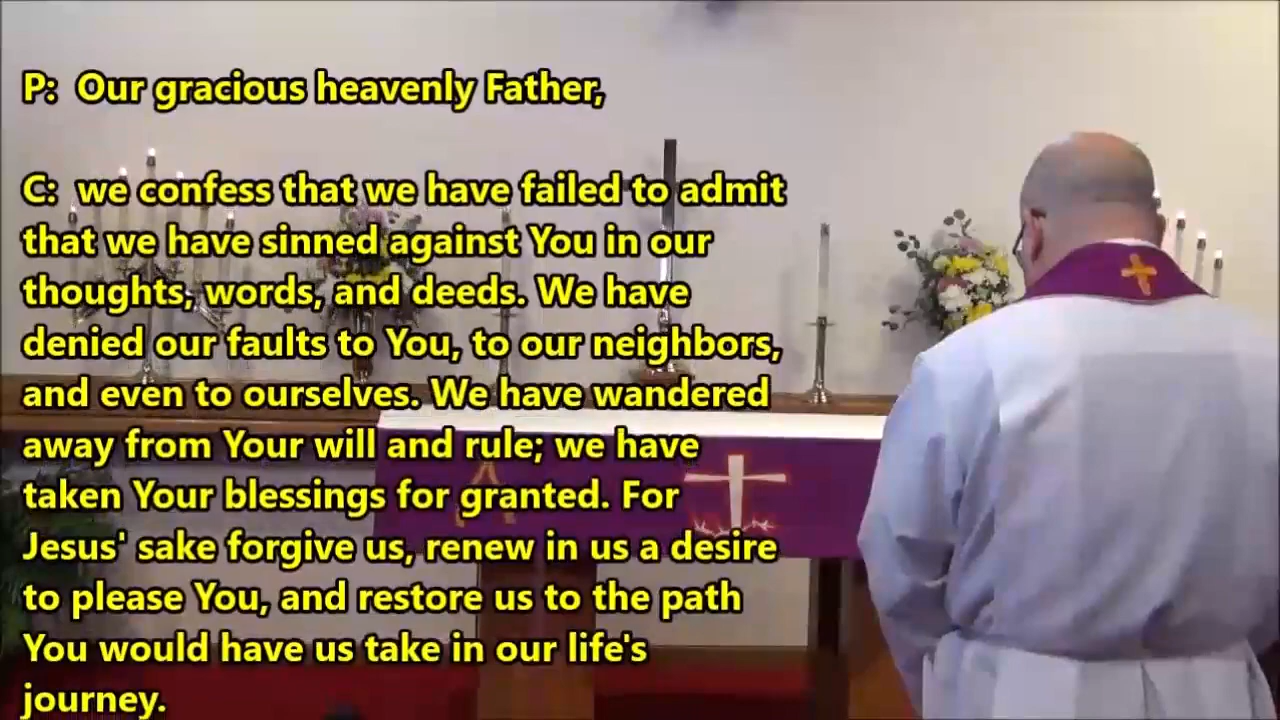 P:  Our gracious heavenly Father,
C:  we confess that we have failed to admit
that we have sinned against You in our
thoughts, words, and deeds. We have
denied our faults to You, to our neighbors,
and even to ourselves. We have wandered
away from Your will and rule; we have
taken Your blessings for granted. For
Jesus' sake forgive us, renew in us a desire
to please You, and restore us to the path
You would have us take in our life's
journey.